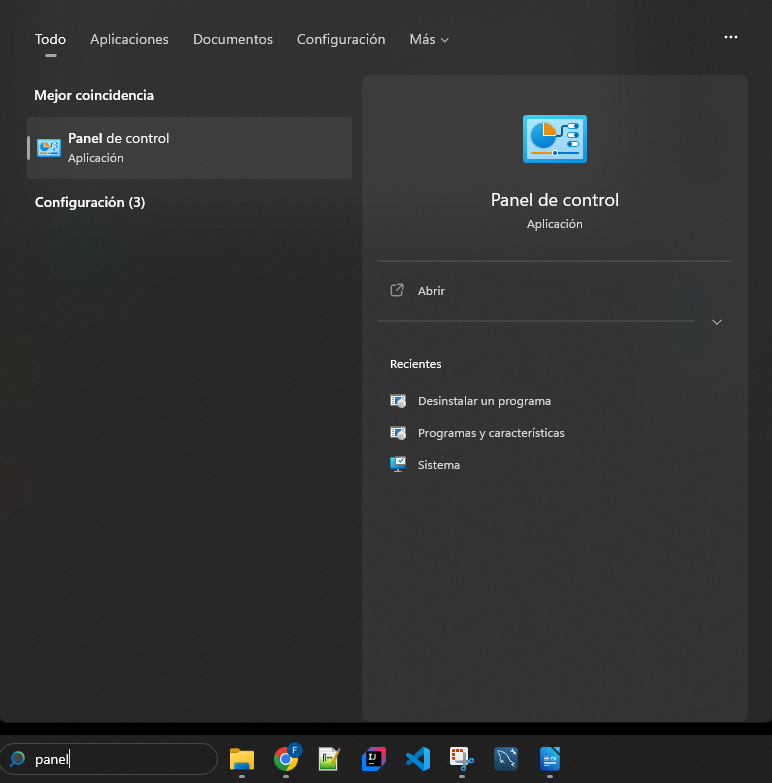 Todo
Aplicaciones
Documentos
Configuración
Más
Mejor coincidencia
Panel de control
Aplicación
Configuración (3)
Panel de control
Aplicación
Abrir
Recientes
Desinstalar un programa
Programas y características
Sistema
panel
F
IJ